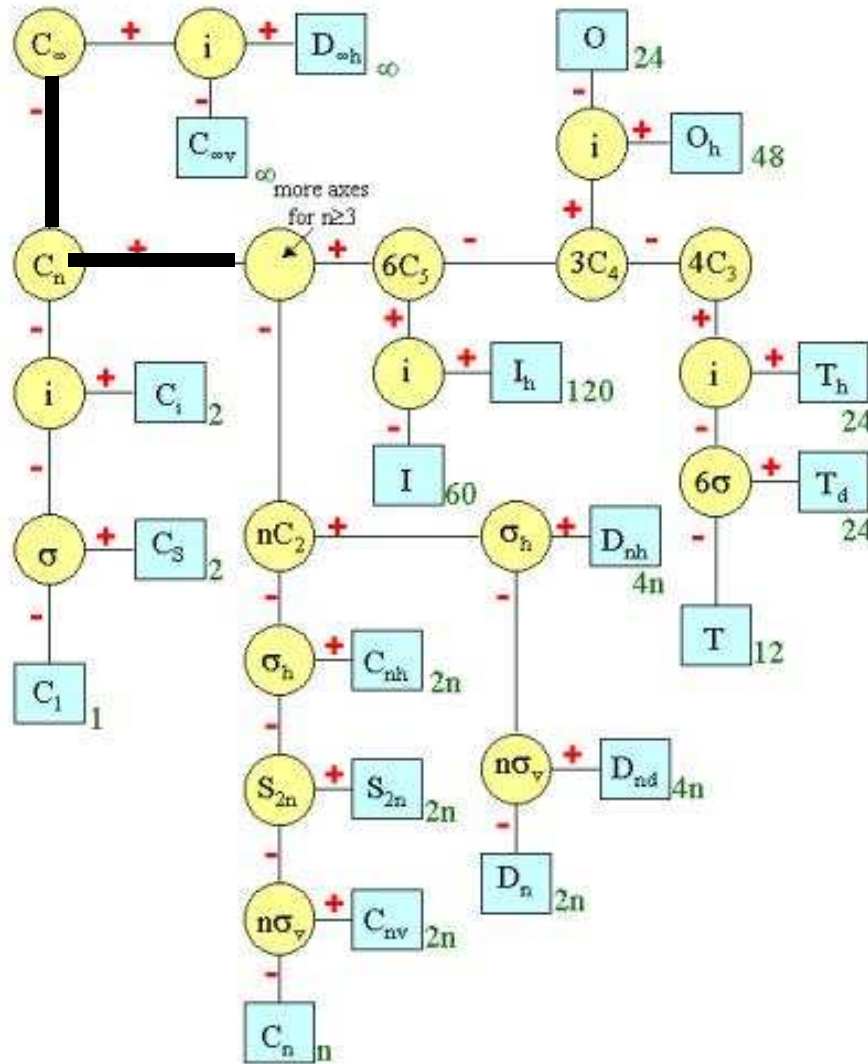 C∞ + i + D∞h ∞
O 24
- - -
C∞v ∞
i + Oh 48
more axes
for n≥3
+
Cn + + 6C5 - 3C4 - 4C3
- - + +
i + Ci 2
i + Ih 120
i + Th 24
- - -
I 60
6σ + Td 24
σ + CS 2
nC2 + σh + Dnh 4n
- - - -
C1 1
σh + Cnh 2n
T 12
-
S2n + S2n 2n
nσv + Dnd 4n
- -
nσv + Cnv 2n
Dn 2n
-
Cn n